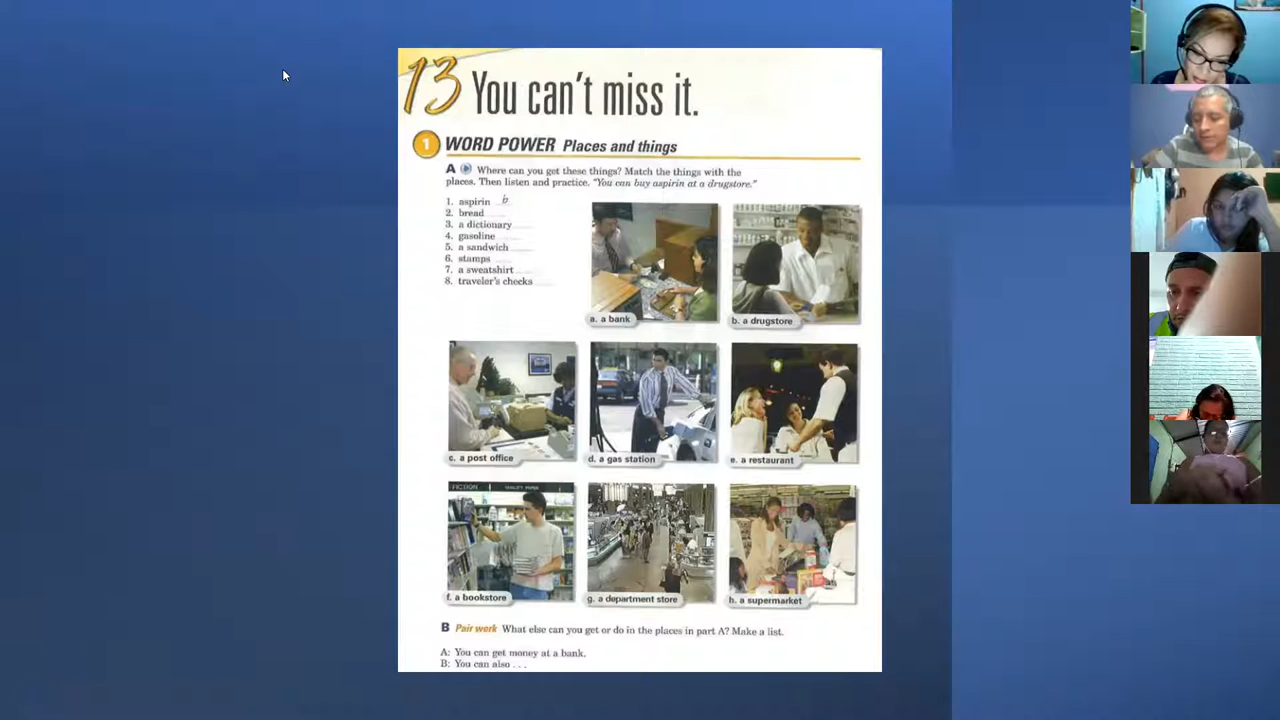 13 You can't miss it.
1 WORD POWER Places and things
A Where can you get these things? Match the things with the
places. Then listen and practice. "You can buy aspirin at a drugstore."
1. aspirin b
2. bread
3. a dictionary
4. gasoline
5. a sandwich
6. stamps
7. a sweatshirt
8. traveler's checks
a. a bank
b. a drugstore
c. a post office
d. a gas station
e. a restaurant
FICTION
f. a bookstore
g. a department store
h. a supermarket
B Pair work What else can you get or do in the places in part A? Make a list.
A: You can get money at a bank.
B: You can also . . .